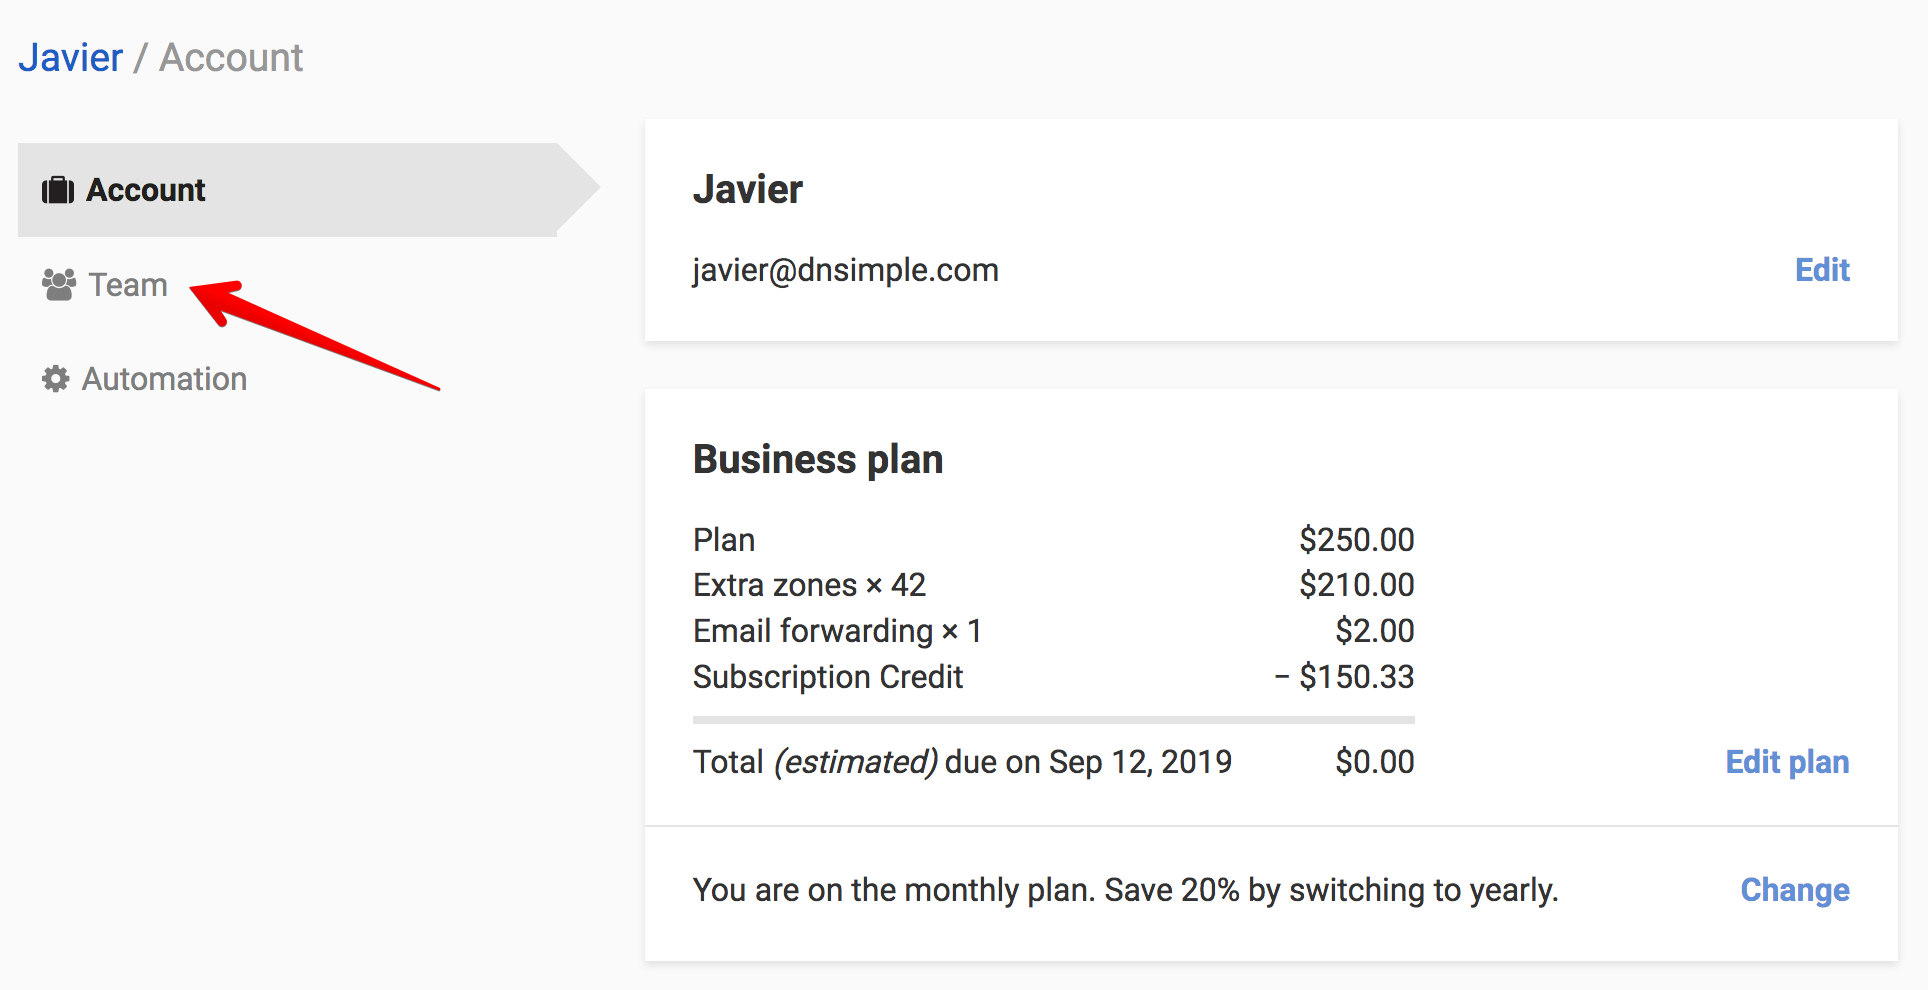 Javier / Account
Account
Team
Automation
Javier
javier@dnsimple.com
Edit
Business plan
Plan $250.00
Extra zones × 42 $210.00
Email forwarding × 1 $2.00
Subscription Credit − $150.33
Total (estimated) due on Sep 12, 2019 $0.00
Edit plan
You are on the monthly plan. Save 20% by switching to yearly.
Change